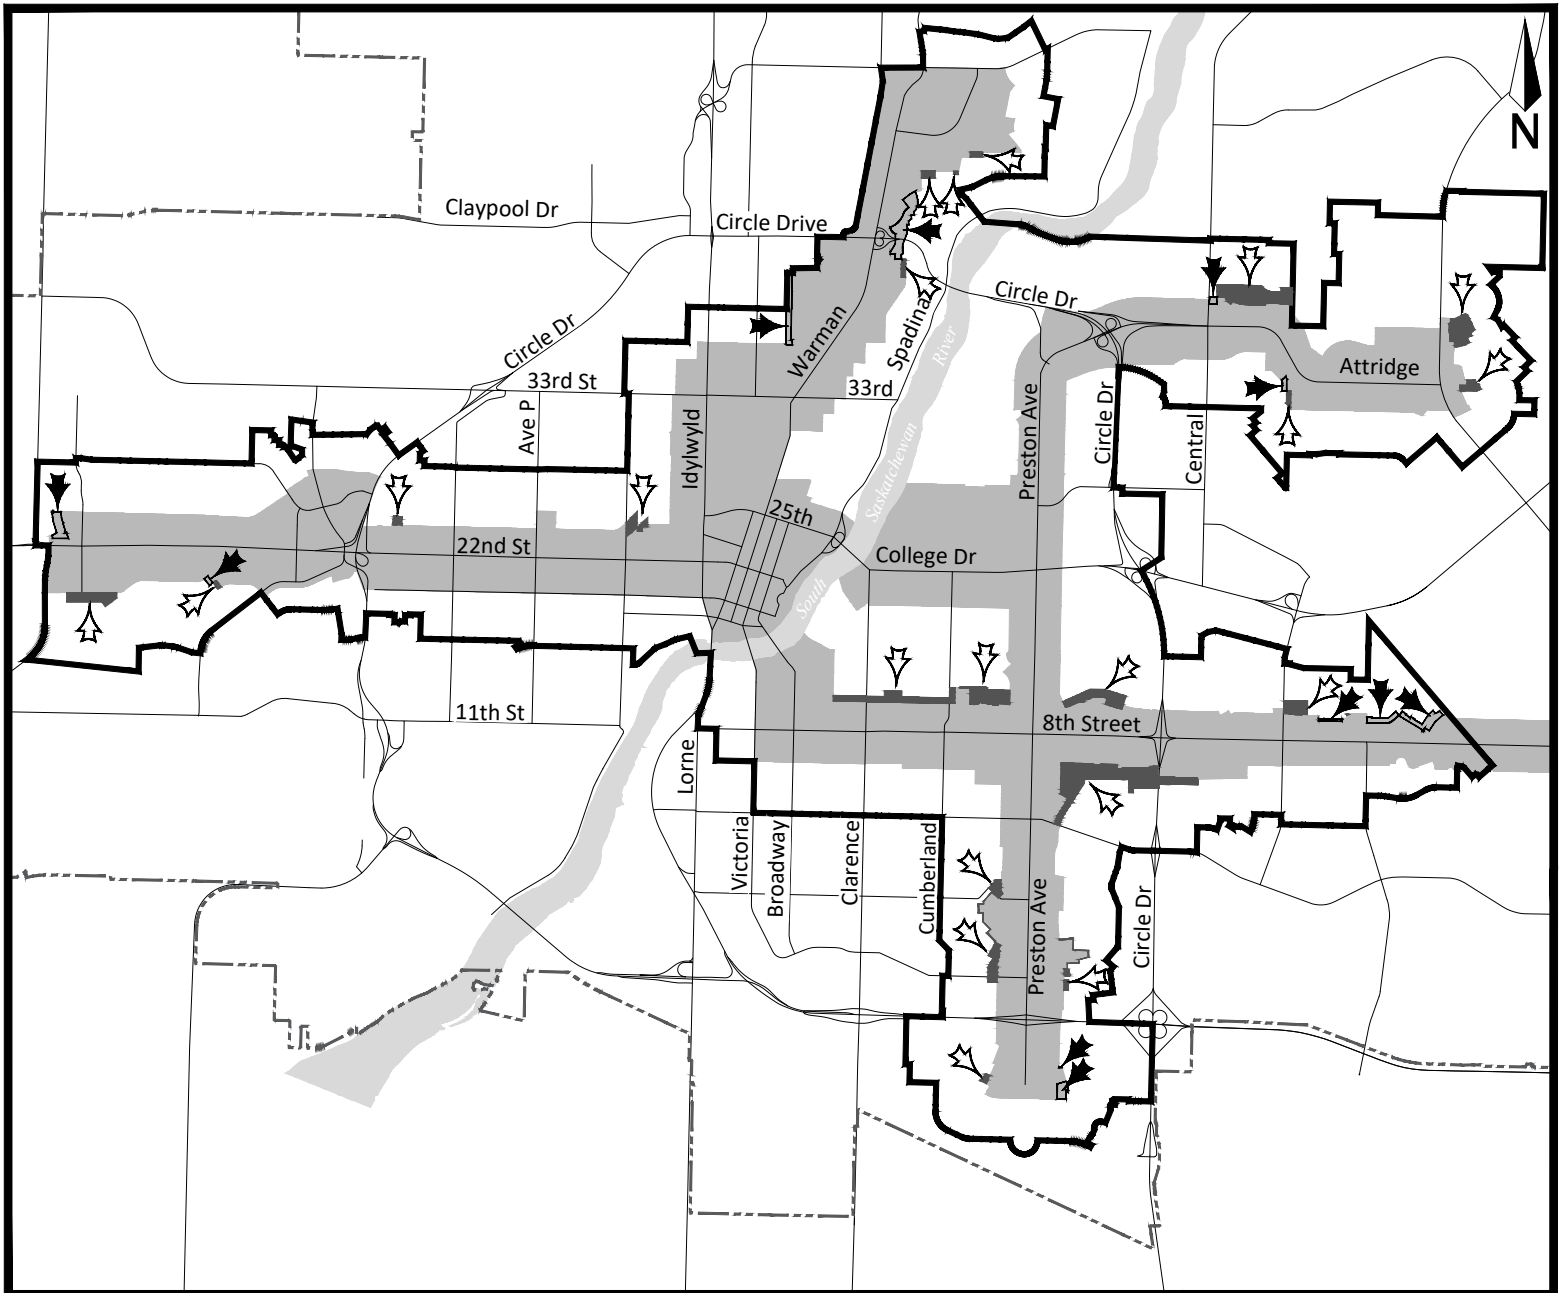 N
Claypool Dr
Circle Drive
Circle Dr
Circle Dr
Spadina
River
Warman
Attridge
33rd St
33rd
Ave P
Idylwyld
Preston Ave
Circle Dr
Central
Saskatchewan
25th
22nd St
College Dr
South
11th St
8th Street
Lorne
Victoria
Broadway
Clarence
Cumberland
Preston Ave
Circle Dr